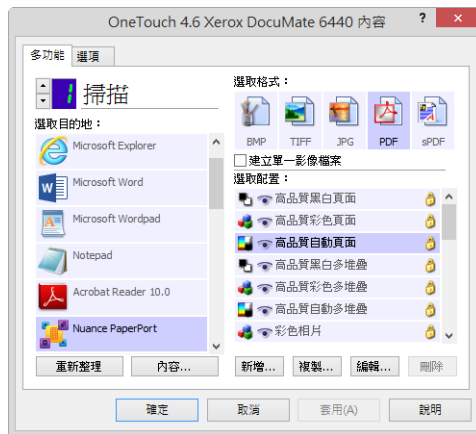 OneTouch 4.6 Xerox DocuMate 6440 內容
? ×
多功能 選項
1 掃描
選取目的地：
Microsoft Explorer
Microsoft Word
Microsoft Wordpad
Notepad
Acrobat Reader 10.0
Nuance PaperPort
重新整理 內容...
選取格式：
BMP TIFF JPG PDF sPDF
建立單一影像檔案
選取配置：
高品質黑白頁面
高品質彩色頁面
高品質自動頁面
高品質黑白多堆疊
高品質彩色多堆疊
高品質自動多堆疊
彩色相片
新增... 複製... 編輯... 刪除
確定 取消 套用(A) 說明